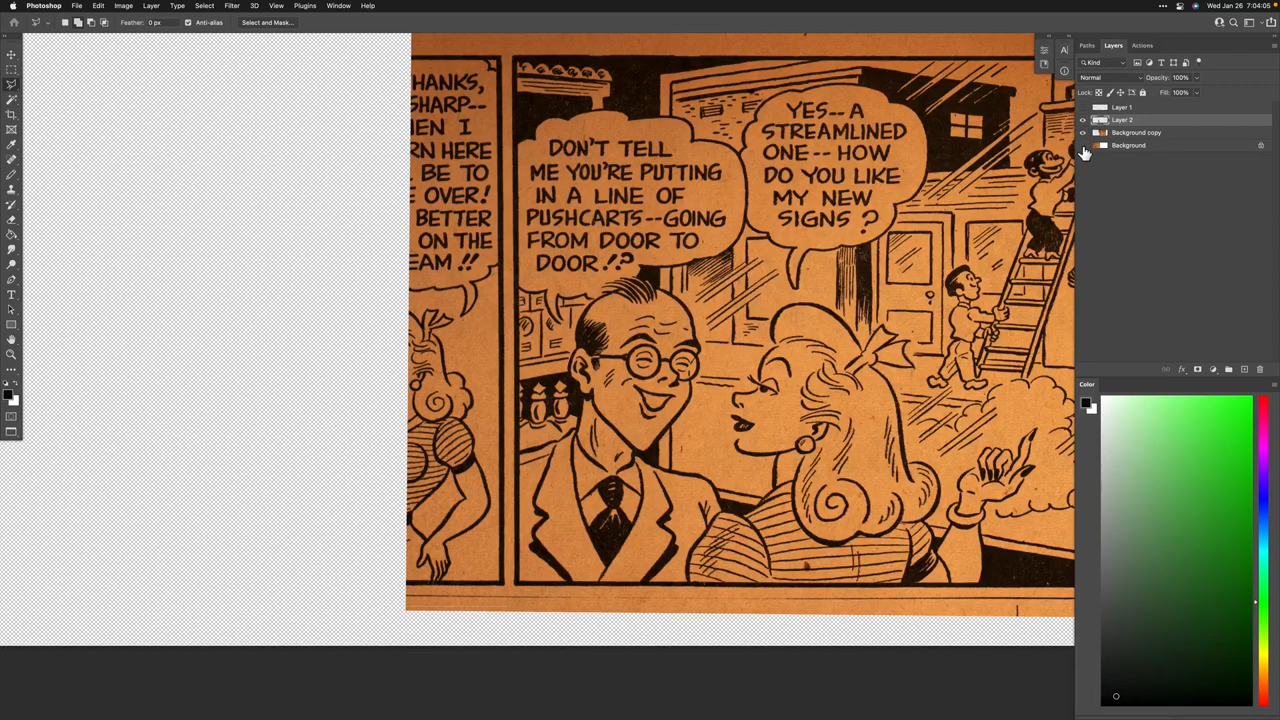 Photoshop File Edit Image Layer Type Select Filter 3D View Plugins Window Help
Wed Jan 26 7:04:05
Feather: 0 px Anti-alias Select and Mask...
Paths Layers Actions
Kind
Normal Opacity: 100%
Lock: Fill: 100%
Layer 1
Layer 2
Background copy
Background
Color
HANKS,
SHARP--
EN I
RN HERE
BE TO
OVER!
BETTER
ON THE
EAM!!
DON'T TELL
ME YOU'RE PUTTING
IN A LINE OF
PUSHCARTS--GOING
FROM DOOR TO
DOOR!!?
YES--A
STREAMLINED
ONE--HOW
DO YOU LIKE
MY NEW
SIGNS?